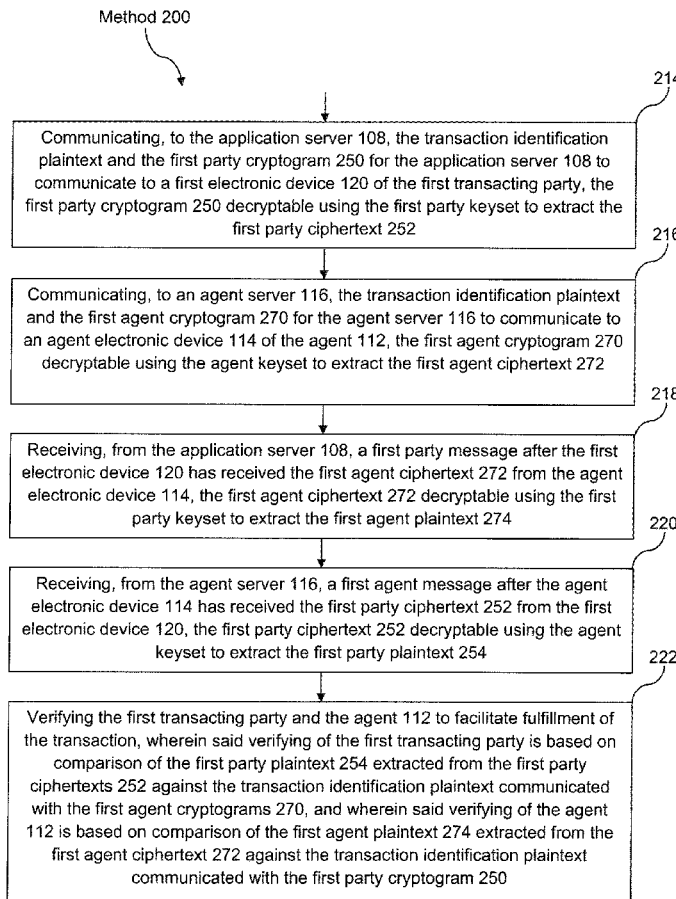 Method 200
214
Communicating, to the application server 108, the transaction identification
plaintext and the first party cryptogram 250 for the application server 108 to
communicate to a first electronic device 120 of the first transacting party, the
first party cryptogram 250 decryptable using the first party keyset to extract the
first party ciphertext 252
216
Communicating, to an agent server 116, the transaction identification plaintext
and the first agent cryptogram 270 for the agent server 116 to communicate to
an agent electronic device 114 of the agent 112, the first agent cryptogram 270
decryptable using the agent keyset to extract the first agent ciphertext 272
218
Receiving, from the application server 108, a first party message after the first
electronic device 120 has received the first agent ciphertext 272 from the agent
electronic device 114, the first agent ciphertext 272 decryptable using the first
party keyset to extract the first agent plaintext 274
220
Receiving, from the agent server 116, a first agent message after the agent
electronic device 114 has received the first party ciphertext 252 from the first
electronic device 120, the first party ciphertext 252 decryptable using the
agent keyset to extract the first party plaintext 254
222
Verifying the first transacting party and the agent 112 to facilitate fulfillment of
the transaction, wherein said verifying of the first transacting party is based on
comparison of the first party plaintext 254 extracted from the first party
ciphertexts 252 against the transaction identification plaintext communicated
with the first agent cryptograms 270, and wherein said verifying of the agent
112 is based on comparison of the first agent plaintext 274 extracted from the
first agent ciphertext 272 against the transaction identification plaintext
communicated with the first party cryptogram 250